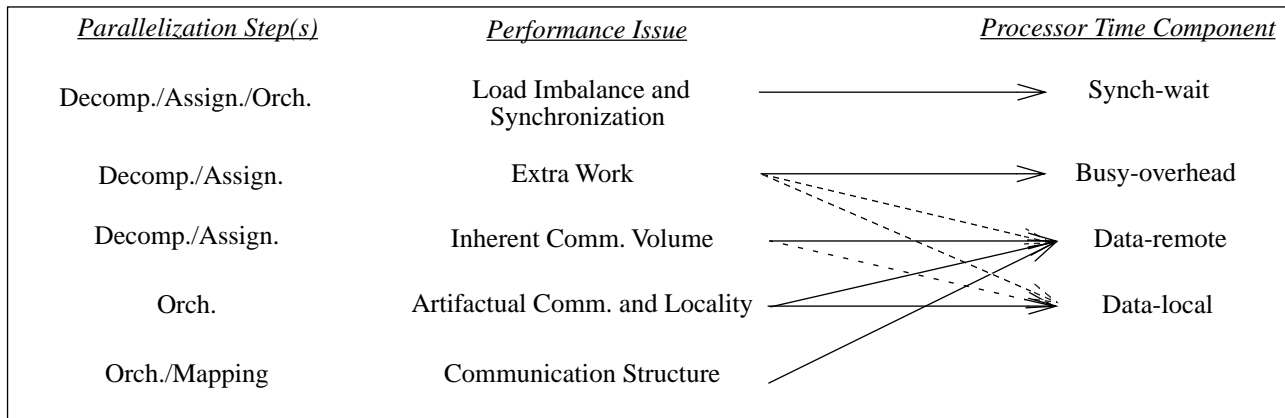 Parallelization Step(s) Performance Issue Processor Time Component
Decomp./Assign./Orch. Load Imbalance and Synch-wait
Synchronization
Decomp./Assign. Extra Work Busy-overhead
Decomp./Assign. Inherent Comm. Volume Data-remote
Orch. Artifactual Comm. and Locality Data-local
Orch./Mapping Communication Structure